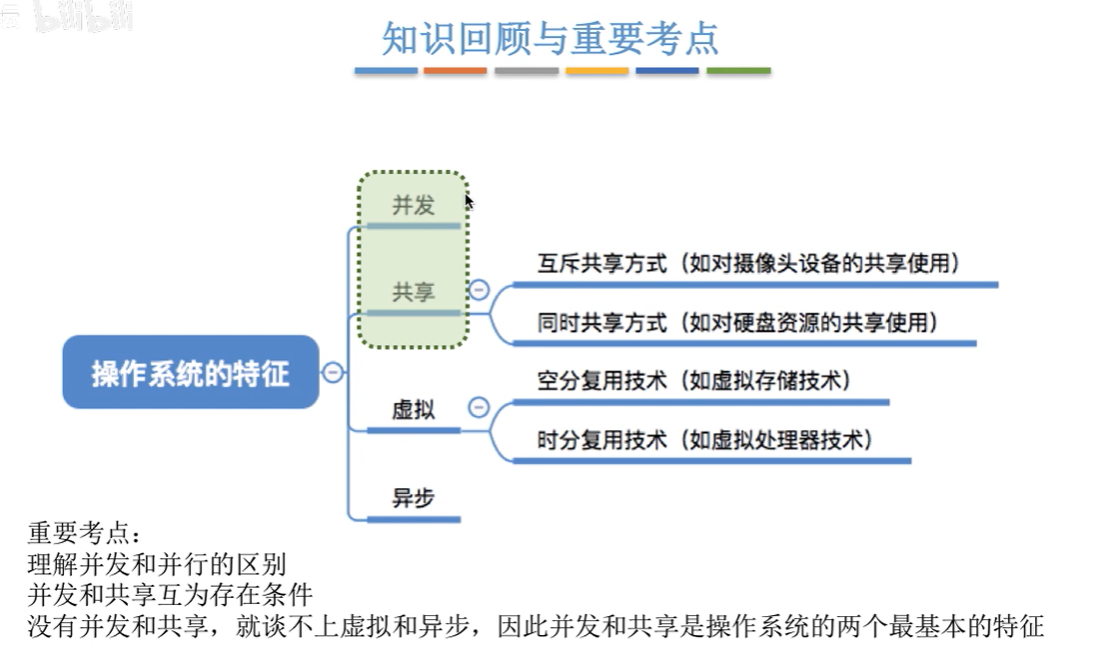 bilibili
知识回顾与重要考点
并发
共享
互斥共享方式（如对摄像头设备的共享使用）
同时共享方式（如对硬盘资源的共享使用）
操作系统的特征
虚拟
空分复用技术（如虚拟存储技术）
时分复用技术（如虚拟处理器技术）
异步
重要考点：
理解并发和并行的区别
并发和共享互为存在条件
没有并发和共享，就谈不上虚拟和异步，因此并发和共享是操作系统的两个最基本的特征